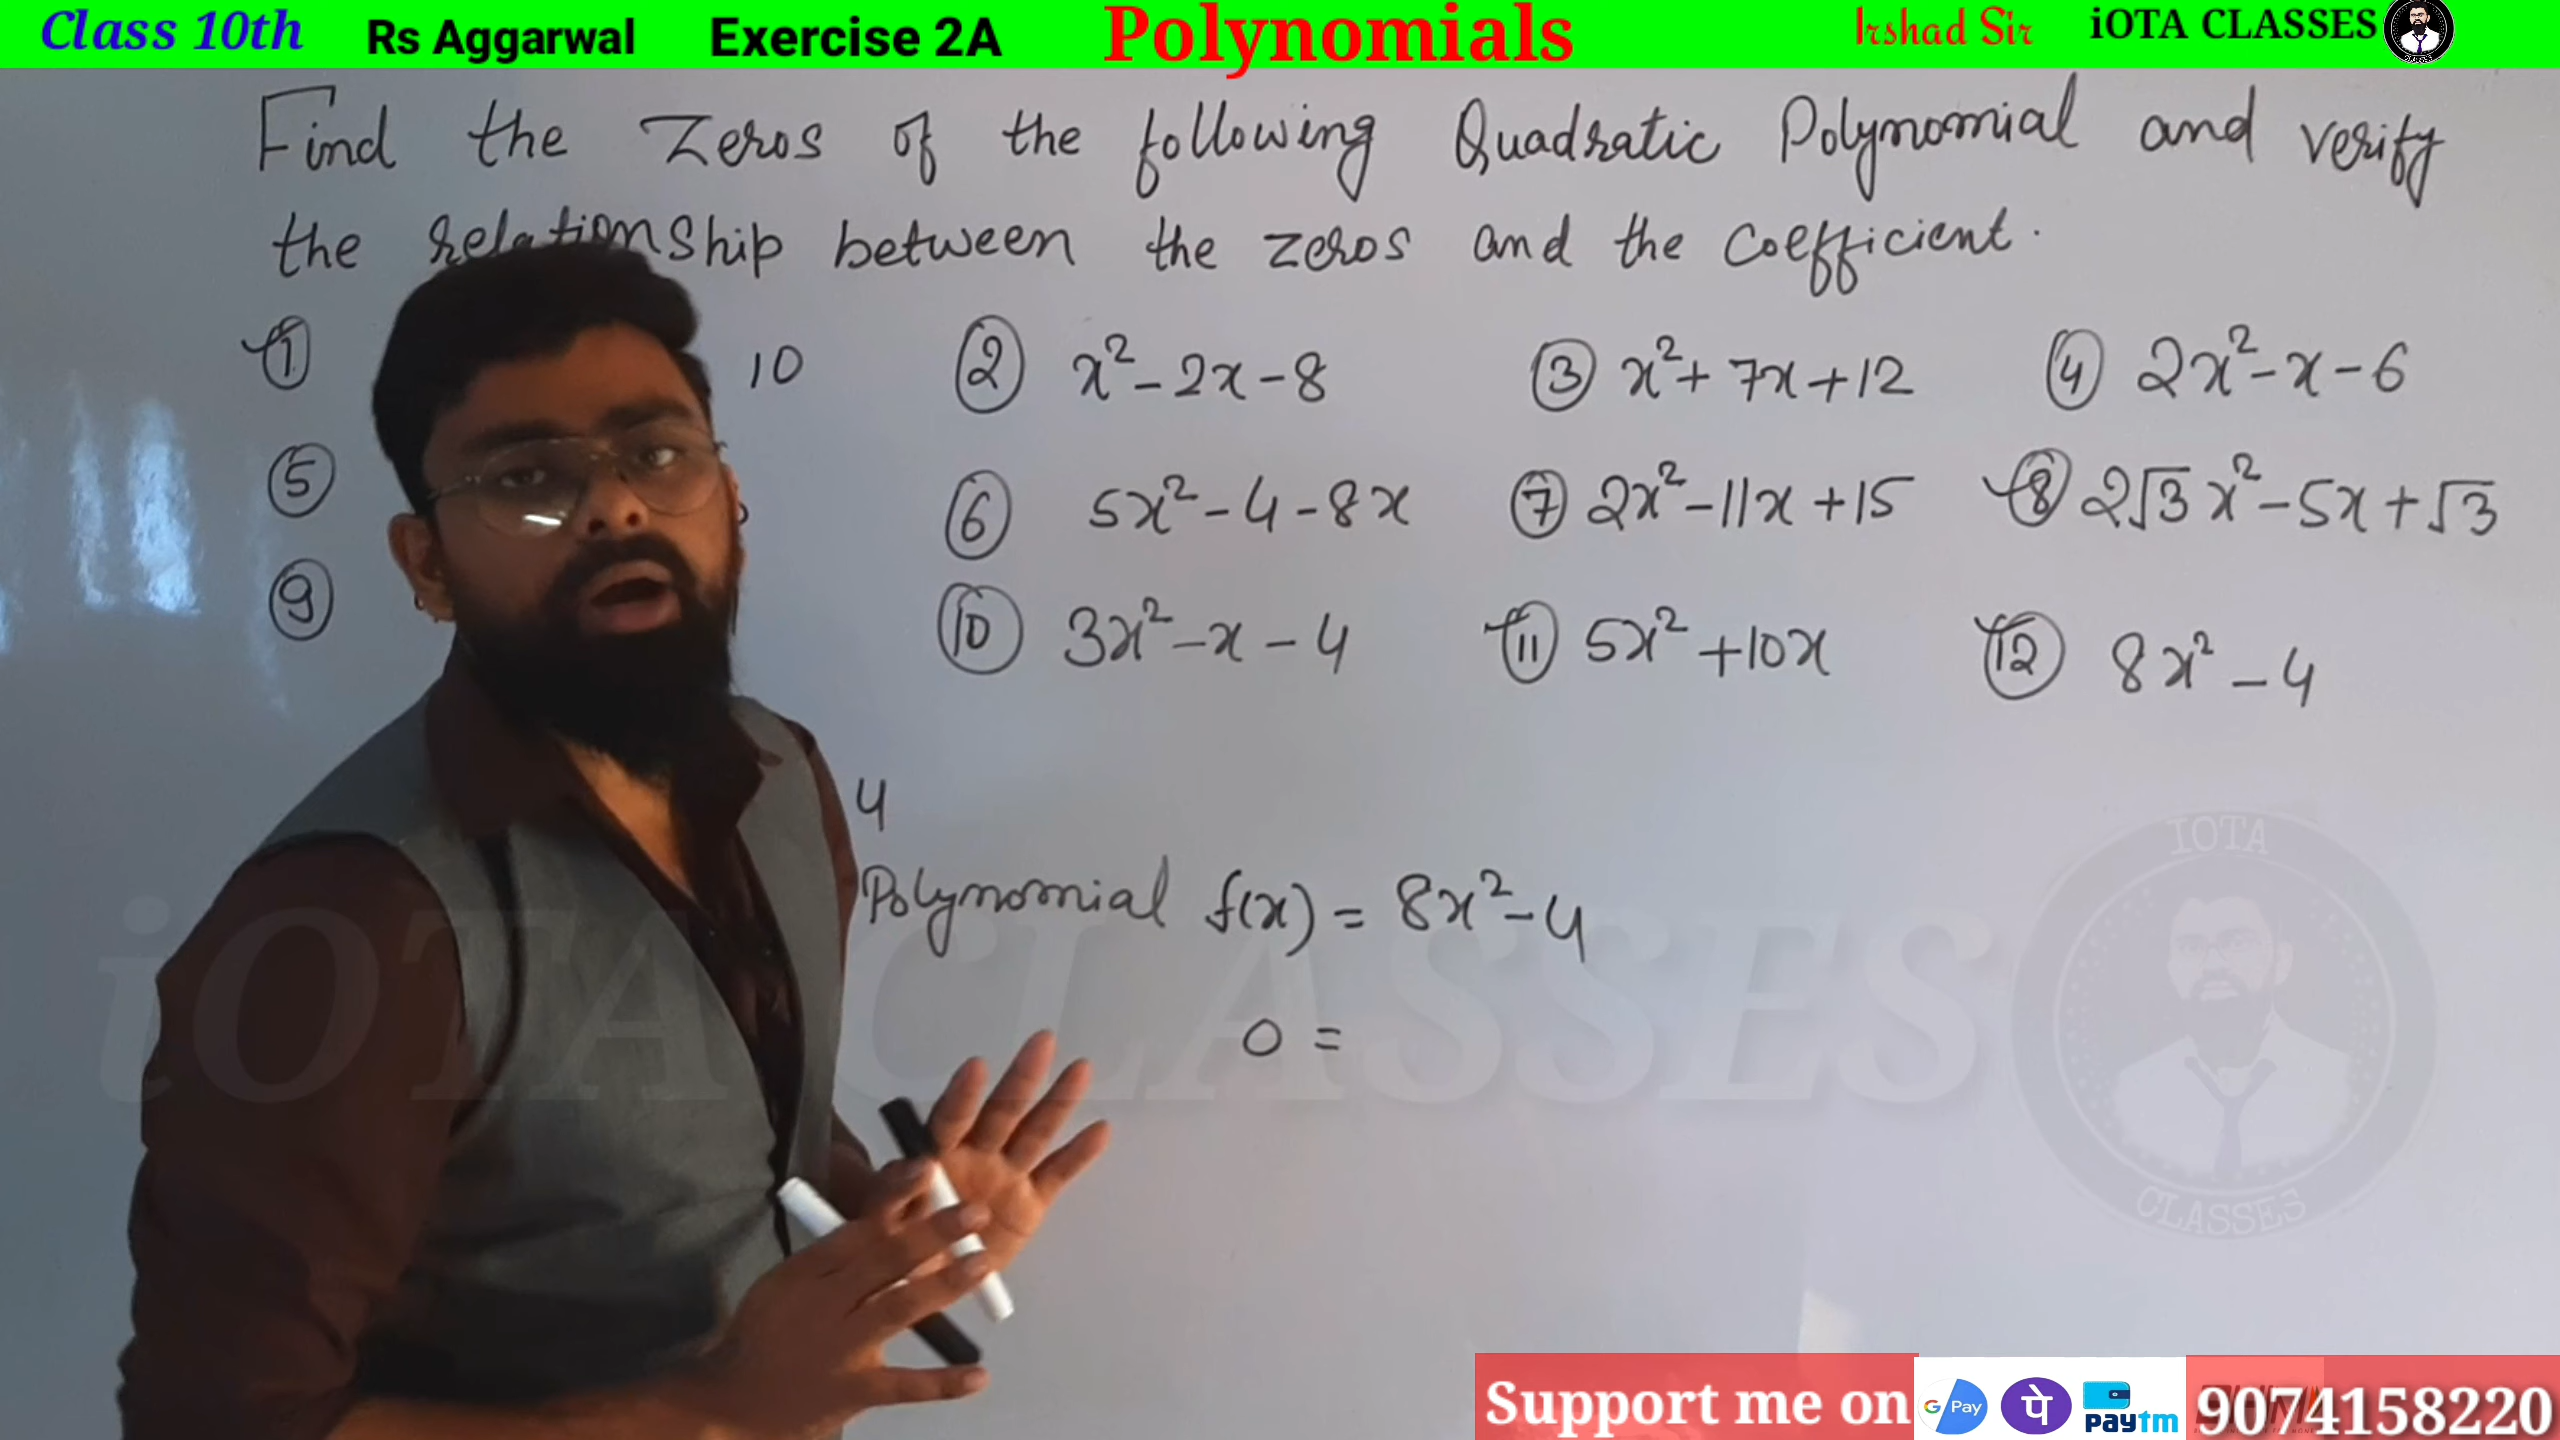 Class 10th Rs Aggarwal Exercise 2A Polynomials Irshad Sir iOTA CLASSES
Find the Zeros of the following Quadratic Polynomial and verify
the relationship between the zeros and the coefficient.
① 10 ② x²-2x-8 ③ x²+7x+12 ④ 2x²-x-6
⑤ ⑥ 5x²-4-8x ⑦ 2x²-11x+15 ⑧ 2√3x²-5x+√3
⑨ ⑩ 3x²-x-4 ⑪ 5x²+10x ⑫ 8x²-4
4
Polynomial f(x) = 8x²-4
0 =
iOTA CLASSES
IOTA
CLASSES
Support me on G Pay पे paytm 9074158220